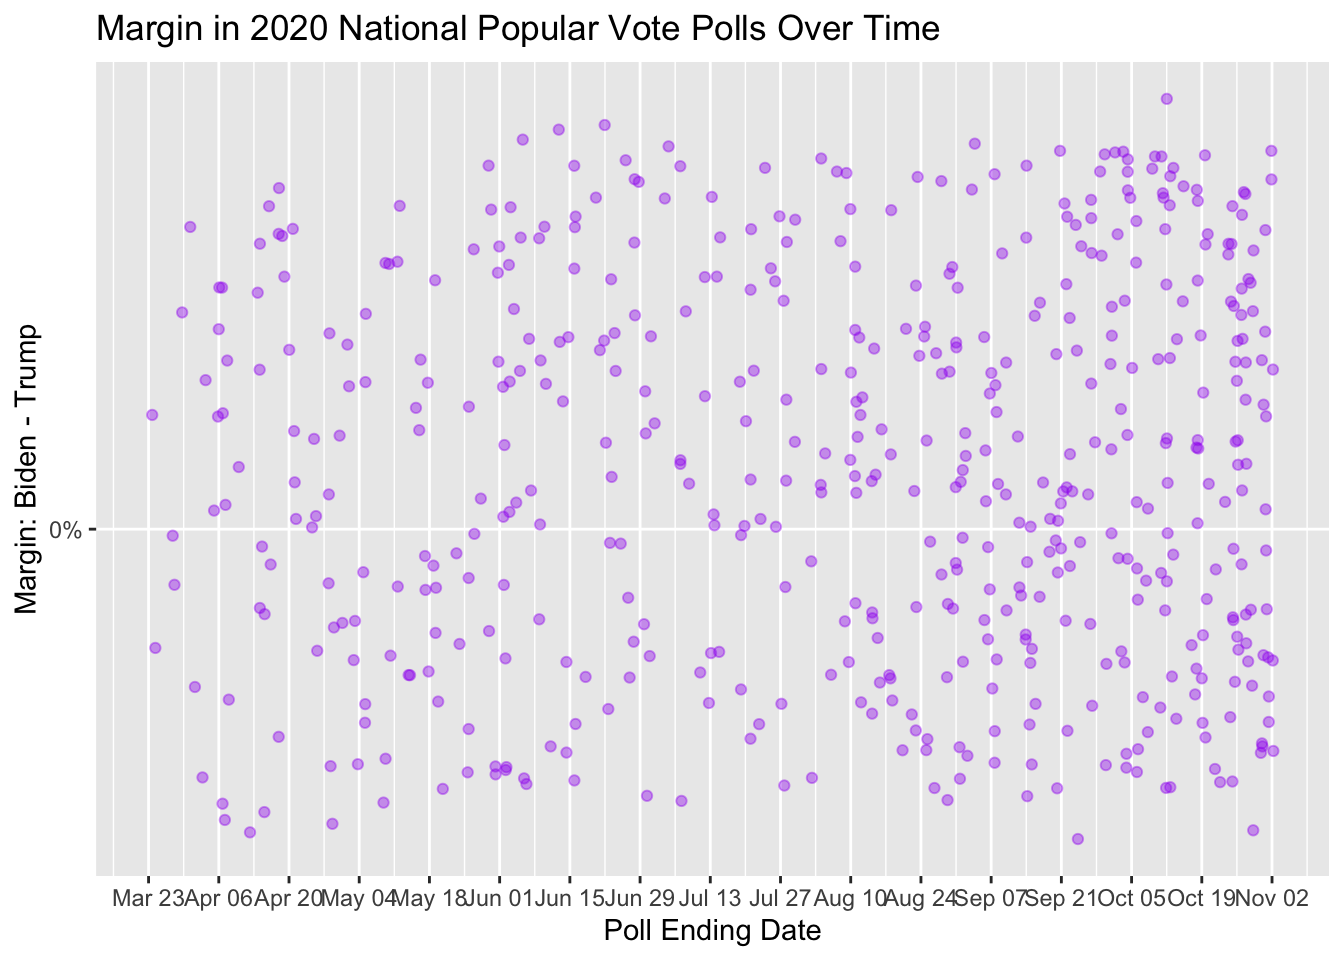 Margin in 2020 National Popular Vote Polls Over Time
Margin: Biden - Trump
0%
Mar 23 Apr 06 Apr 20 May 04 May 18 Jun 01 Jun 15 Jun 29 Jul 13 Jul 27 Aug 10 Aug 24 Sep 07 Sep 21 Oct 05 Oct 19 Nov 02
Poll Ending Date